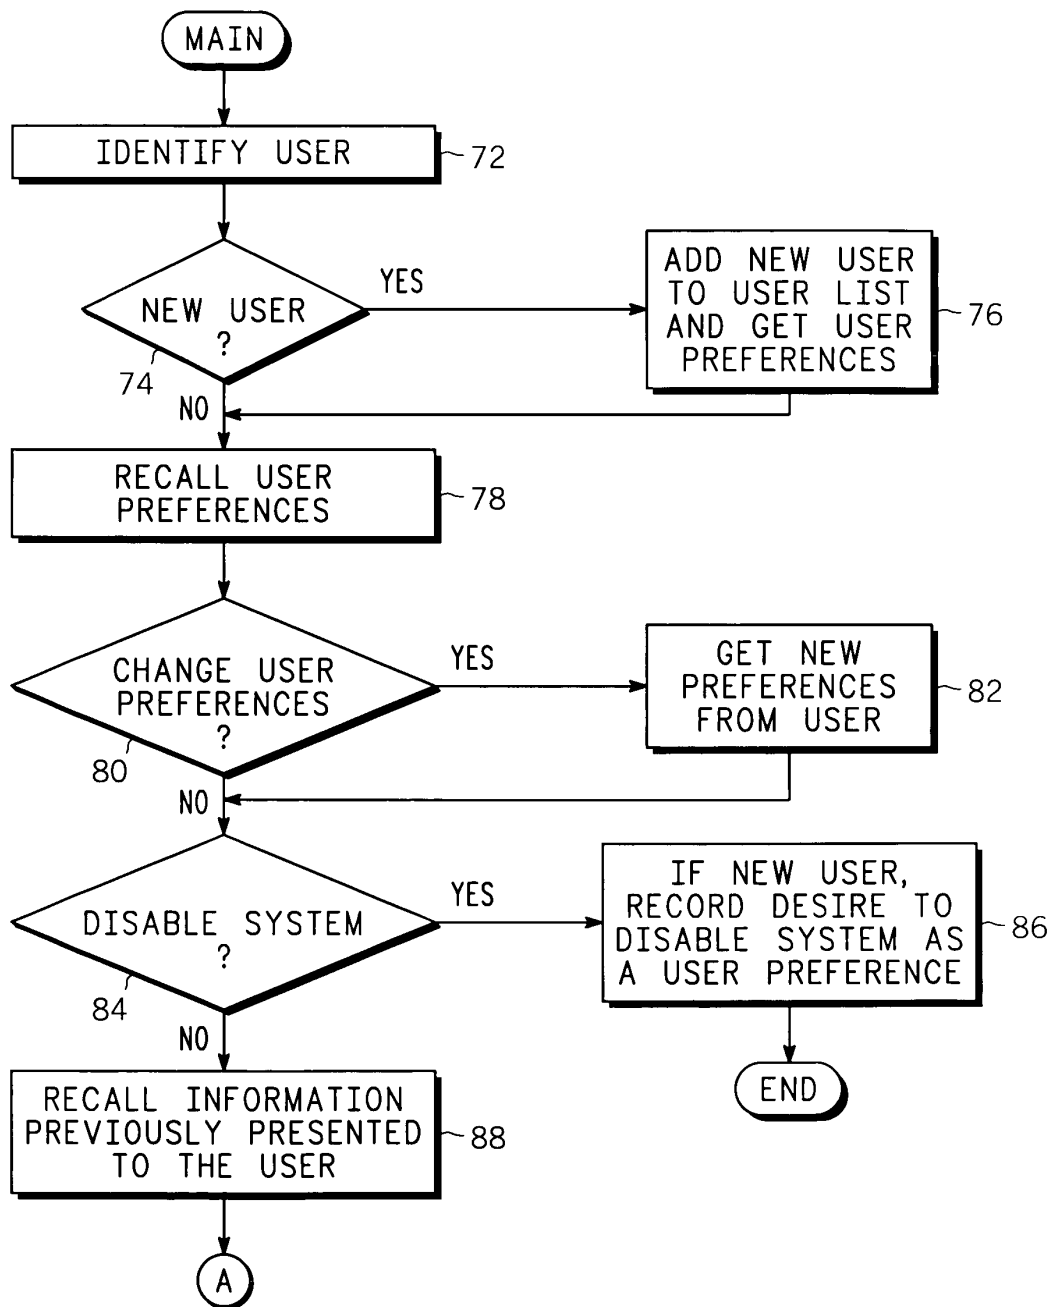 MAIN
IDENTIFY USER
72
NEW USER
?
74
YES
NO
ADD NEW USER
TO USER LIST
AND GET USER
PREFERENCES
76
RECALL USER
PREFERENCES
78
CHANGE USER
PREFERENCES
?
80
YES
NO
GET NEW
PREFERENCES
FROM USER
82
DISABLE SYSTEM
?
84
YES
NO
IF NEW USER,
RECORD DESIRE TO
DISABLE SYSTEM AS
A USER PREFERENCE
86
END
RECALL INFORMATION
PREVIOUSLY PRESENTED
TO THE USER
88
A